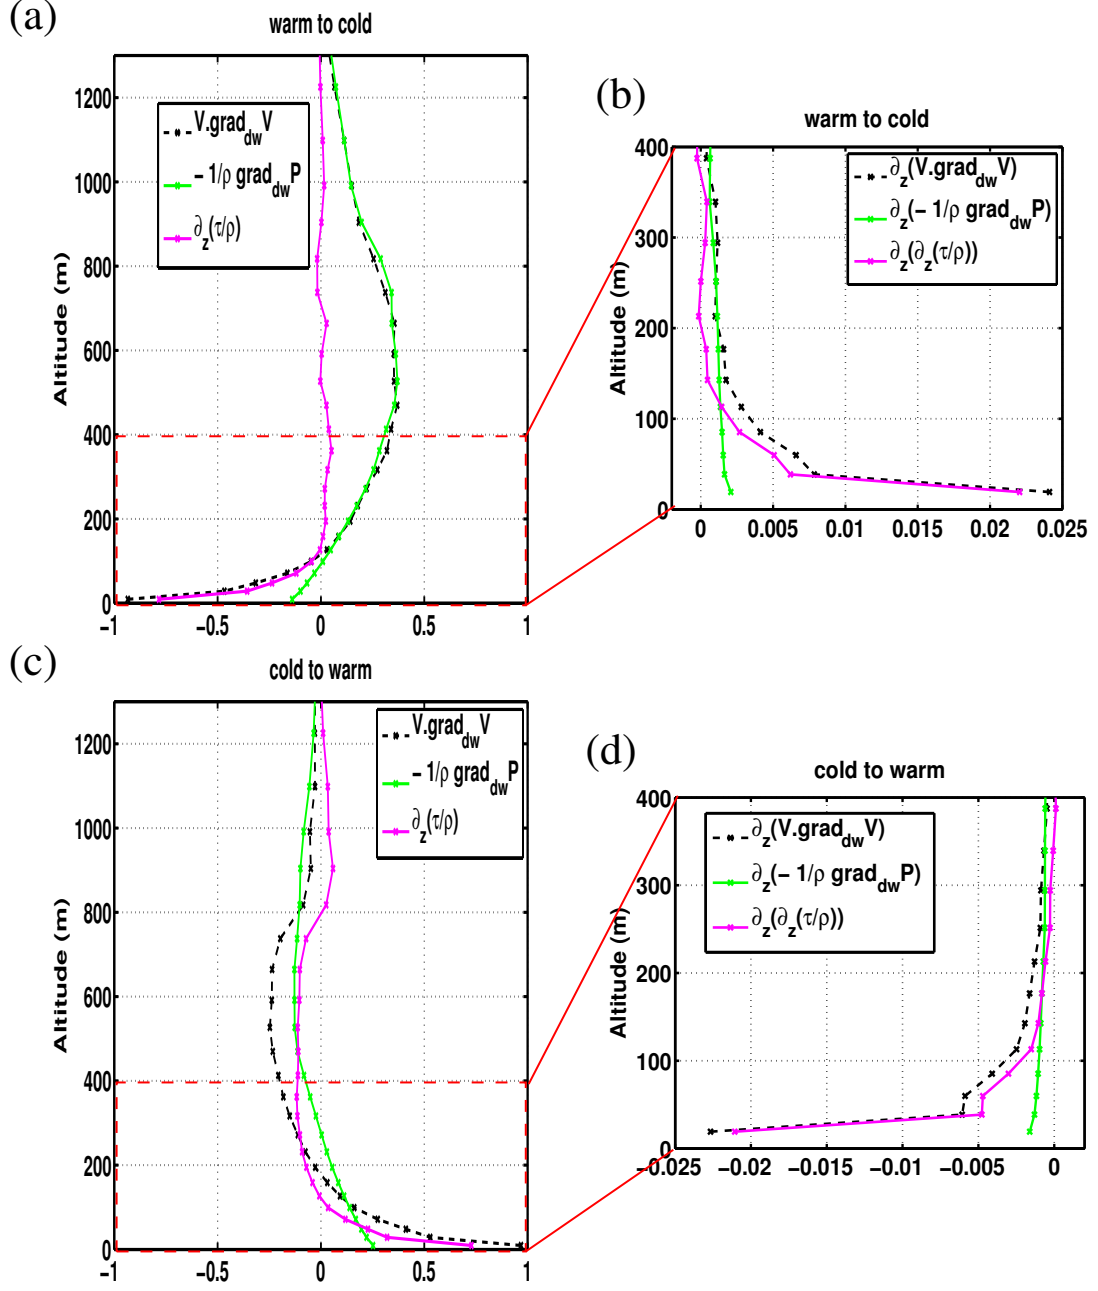 (a)
warm to cold
V.grad_dw V
- 1/ρ grad_dw P
∂_z(τ/ρ)
Altitude (m)
1200
1000
800
600
400
200
0
-1 -0.5 0 0.5 1
(b)
warm to cold
∂_z(V.grad_dw V)
∂_z(- 1/ρ grad_dw P)
∂_z(∂_z(τ/ρ))
Altitude (m)
400
300
200
100
0
0 0.005 0.01 0.015 0.02 0.025
(c)
cold to warm
V.grad_dw V
- 1/ρ grad_dw P
∂_z(τ/ρ)
Altitude (m)
1200
1000
800
600
400
200
0
-1 -0.5 0 0.5 1
(d)
cold to warm
∂_z(V.grad_dw V)
∂_z(- 1/ρ grad_dw P)
∂_z(∂_z(τ/ρ))
Altitude (m)
400
300
200
100
0
-0.025 -0.02 -0.015 -0.01 -0.005 0